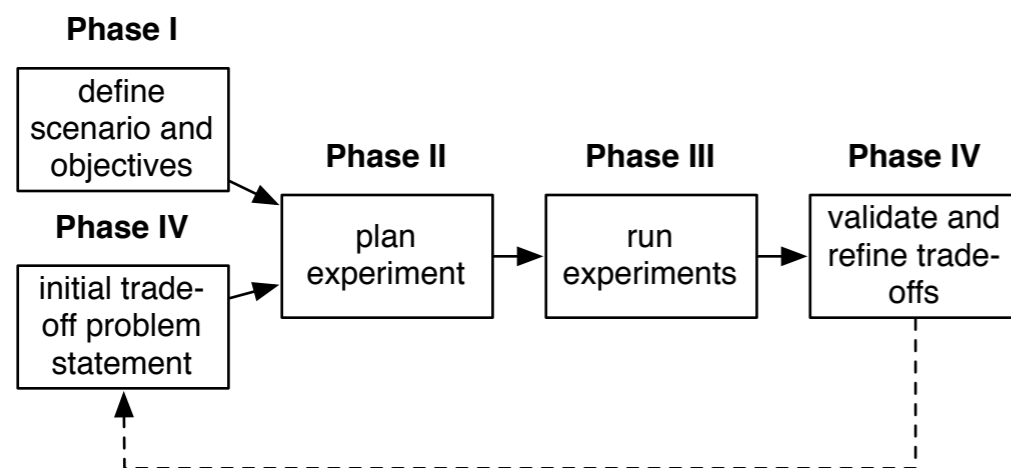 Phase I
define
scenario and
objectives
Phase IV
initial trade-
off problem
statement
Phase II
plan
experiment
Phase III
run
experiments
Phase IV
validate and
refine trade-
offs